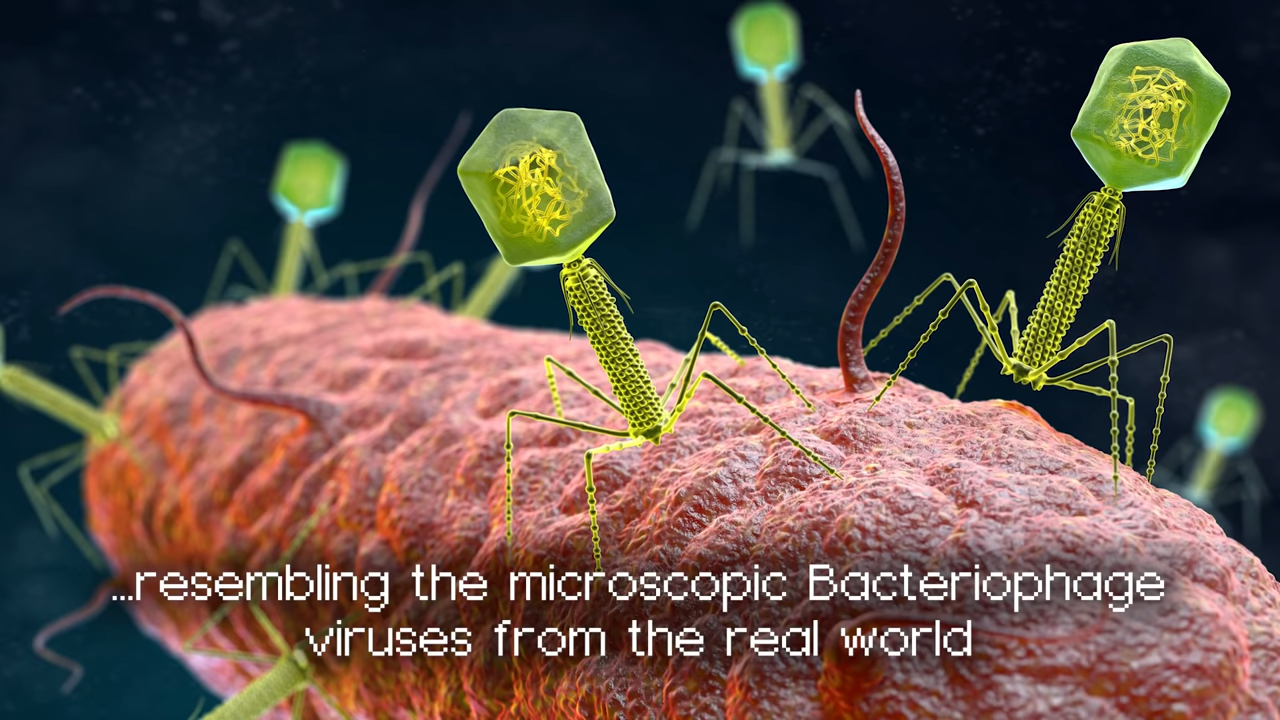 ...resembling the microscopic Bacteriophage
viruses from the real world